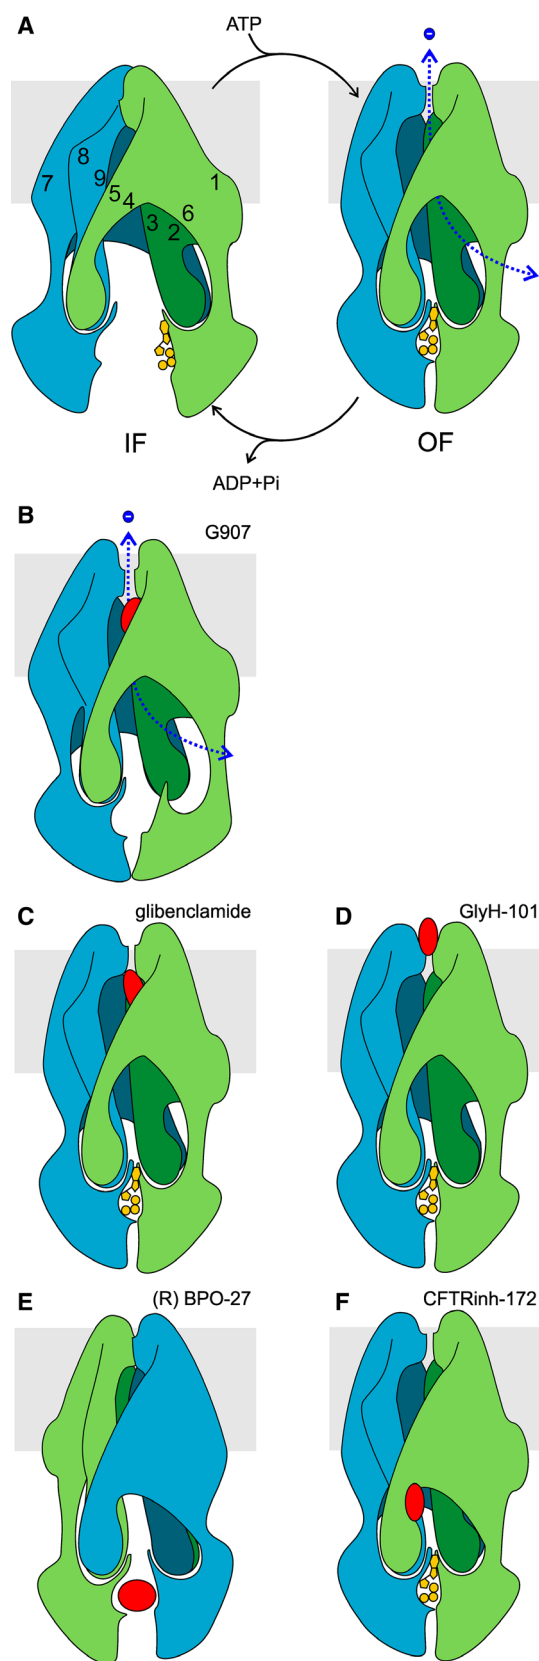 A
ATP
8
7
9
5
4
1
3
6
2
IF
OF
ADP+Pi
B
G907
C
glibenclamide
D
GlyH-101
E
(R) BPO-27
F
CFTRinh-172